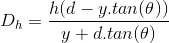 D_h = \frac{h(d - y.tan(\theta))}{y + d.tan(\theta)}